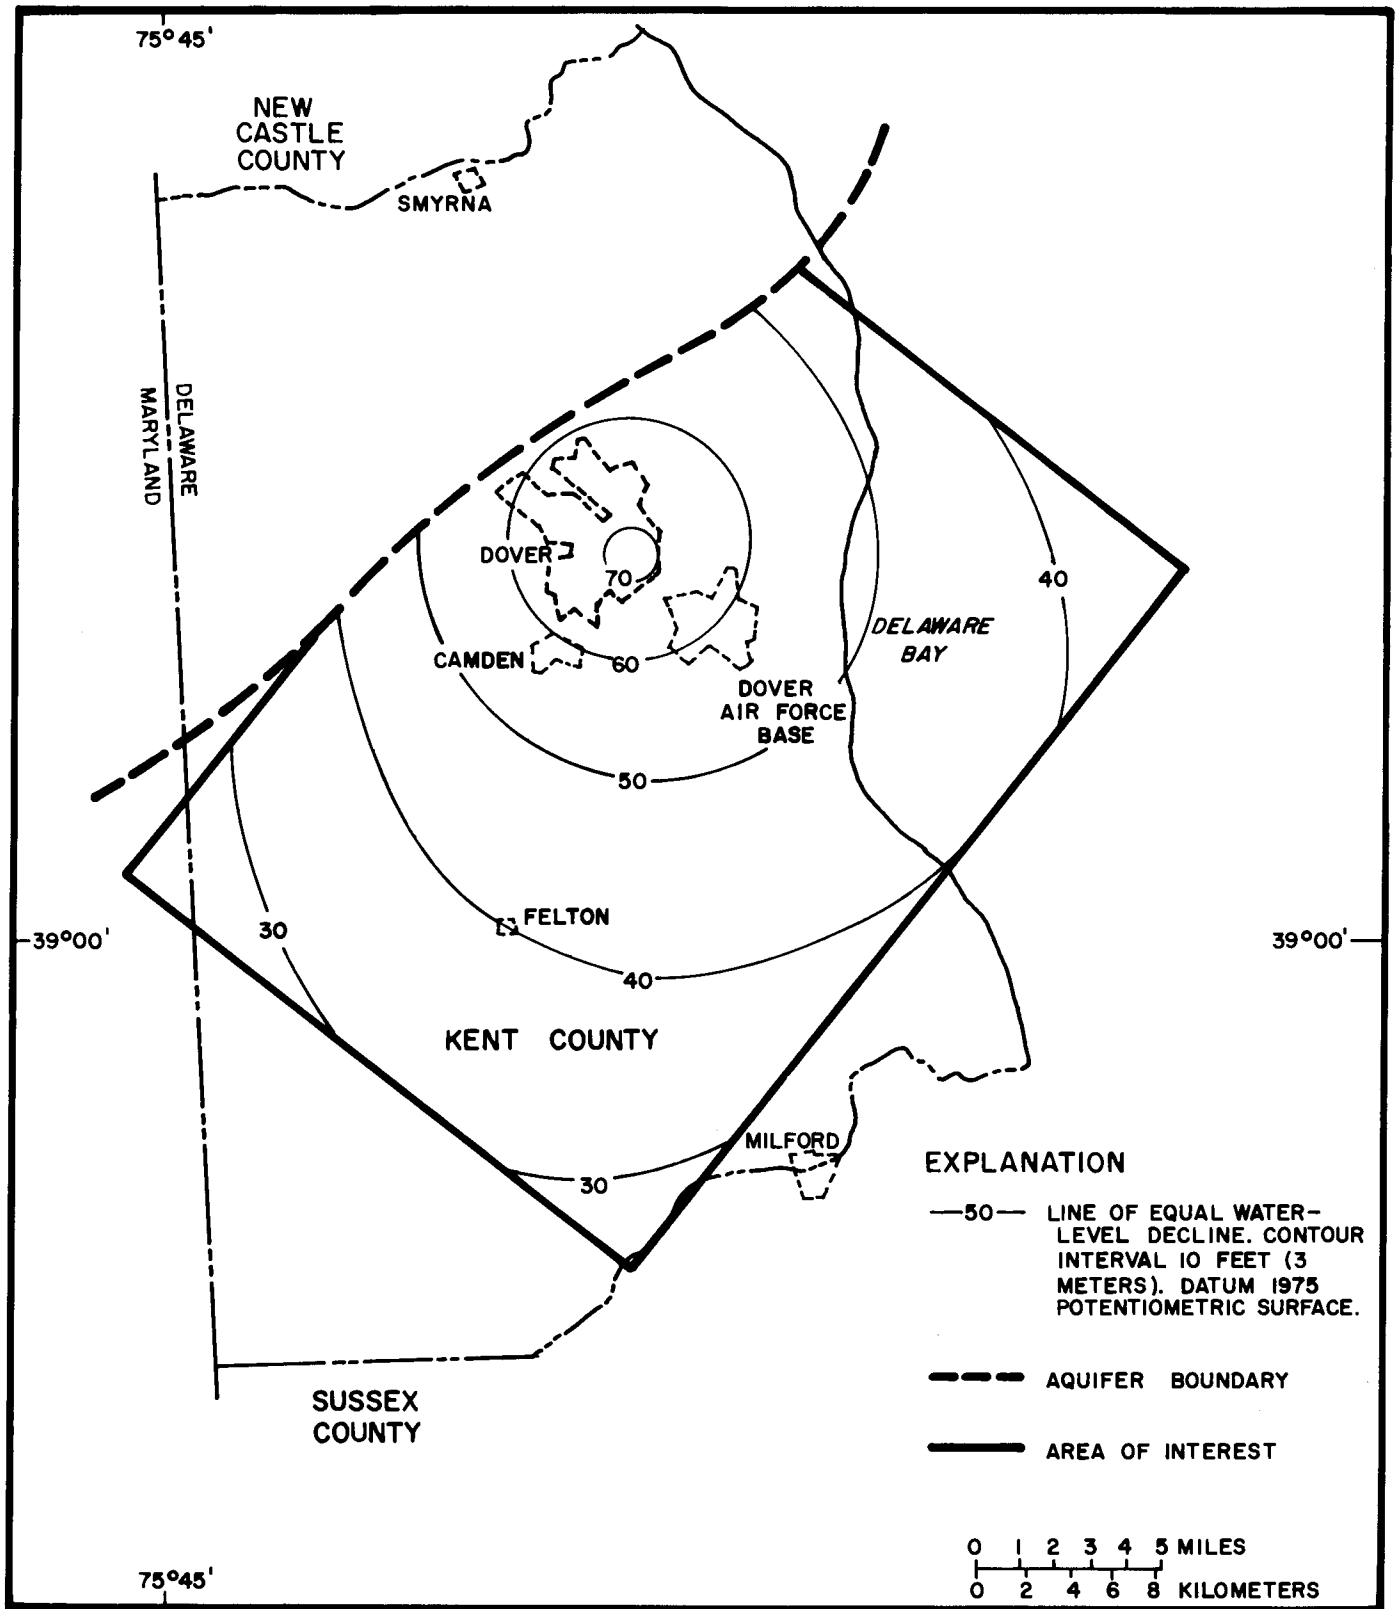 75°45'
NEW
CASTLE
COUNTY
SMYRNA
DELAWARE
MARYLAND
DOVER
70
40
DELAWARE
BAY
CAMDEN
60
DOVER
AIR FORCE
BASE
50
FELTON
30
39°00'
39°00'
40
KENT COUNTY
MILFORD
30
EXPLANATION
50
LINE OF EQUAL WATER-
LEVEL DECLINE. CONTOUR
INTERVAL 10 FEET (3
METERS). DATUM 1975
POTENTIOMETRIC SURFACE.
AQUIFER BOUNDARY
SUSSEX
COUNTY
AREA OF INTEREST
0 1 2 3 4 5 MILES
0 2 4 6 8 KILOMETERS
75°45'